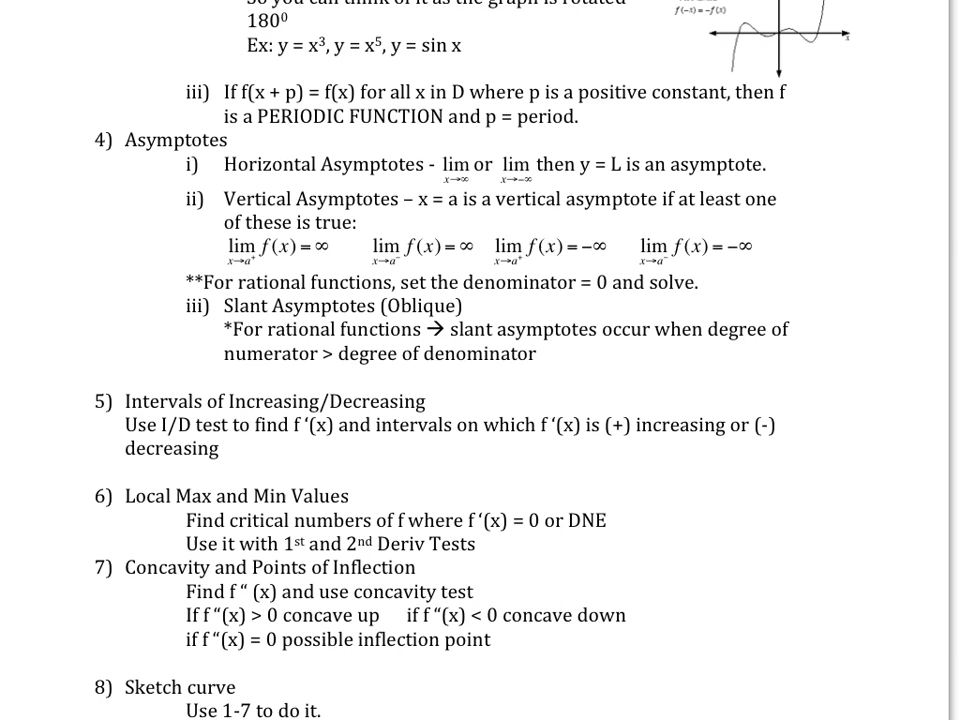 180⁰
f(-x) = -f(x)
Ex: y = x³, y = x⁵, y = sin x
x
iii) If f(x + p) = f(x) for all x in D where p is a positive constant, then f
is a PERIODIC FUNCTION and p = period.
4) Asymptotes
i) Horizontal Asymptotes - lim x→∞ or lim x→-∞ then y = L is an asymptote.
ii) Vertical Asymptotes – x = a is a vertical asymptote if at least one
of these is true:
lim x→a⁺ f(x) = ∞ lim x→a⁻ f(x) = ∞ lim x→a⁺ f(x) = -∞ lim x→a⁻ f(x) = -∞
**For rational functions, set the denominator = 0 and solve.
iii) Slant Asymptotes (Oblique)
*For rational functions → slant asymptotes occur when degree of
numerator > degree of denominator
5) Intervals of Increasing/Decreasing
Use I/D test to find f ‘(x) and intervals on which f ‘(x) is (+) increasing or (-)
decreasing
6) Local Max and Min Values
Find critical numbers of f where f ‘(x) = 0 or DNE
Use it with 1st and 2nd Deriv Tests
7) Concavity and Points of Inflection
Find f “ (x) and use concavity test
If f “(x) > 0 concave up if f “(x) < 0 concave down
if f “(x) = 0 possible inflection point
8) Sketch curve
Use 1-7 to do it.